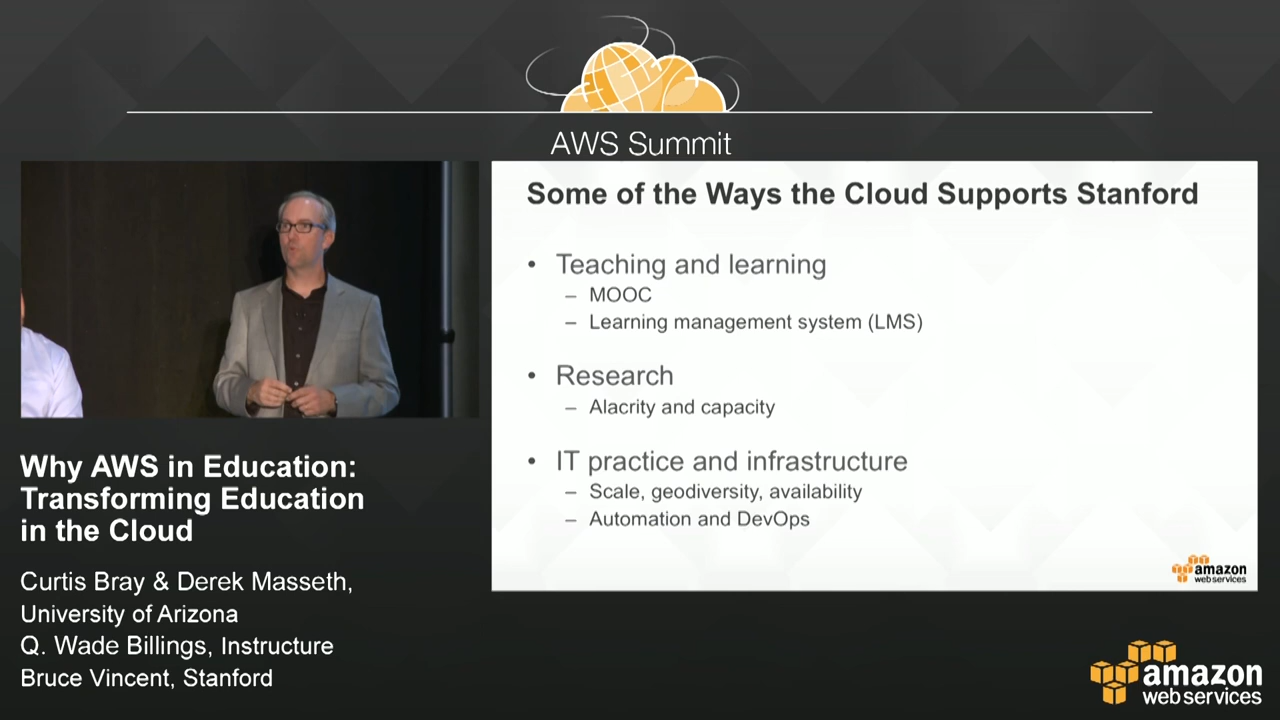 AWS Summit
Some of the Ways the Cloud Supports Stanford
• Teaching and learning
– MOOC
– Learning management system (LMS)
• Research
– Alacrity and capacity
• IT practice and infrastructure
– Scale, geodiversity, availability
– Automation and DevOps
amazon
web services
Why AWS in Education:
Transforming Education
in the Cloud
Curtis Bray & Derek Masseth,
University of Arizona
Q. Wade Billings, Instructure
Bruce Vincent, Stanford
amazon
web services